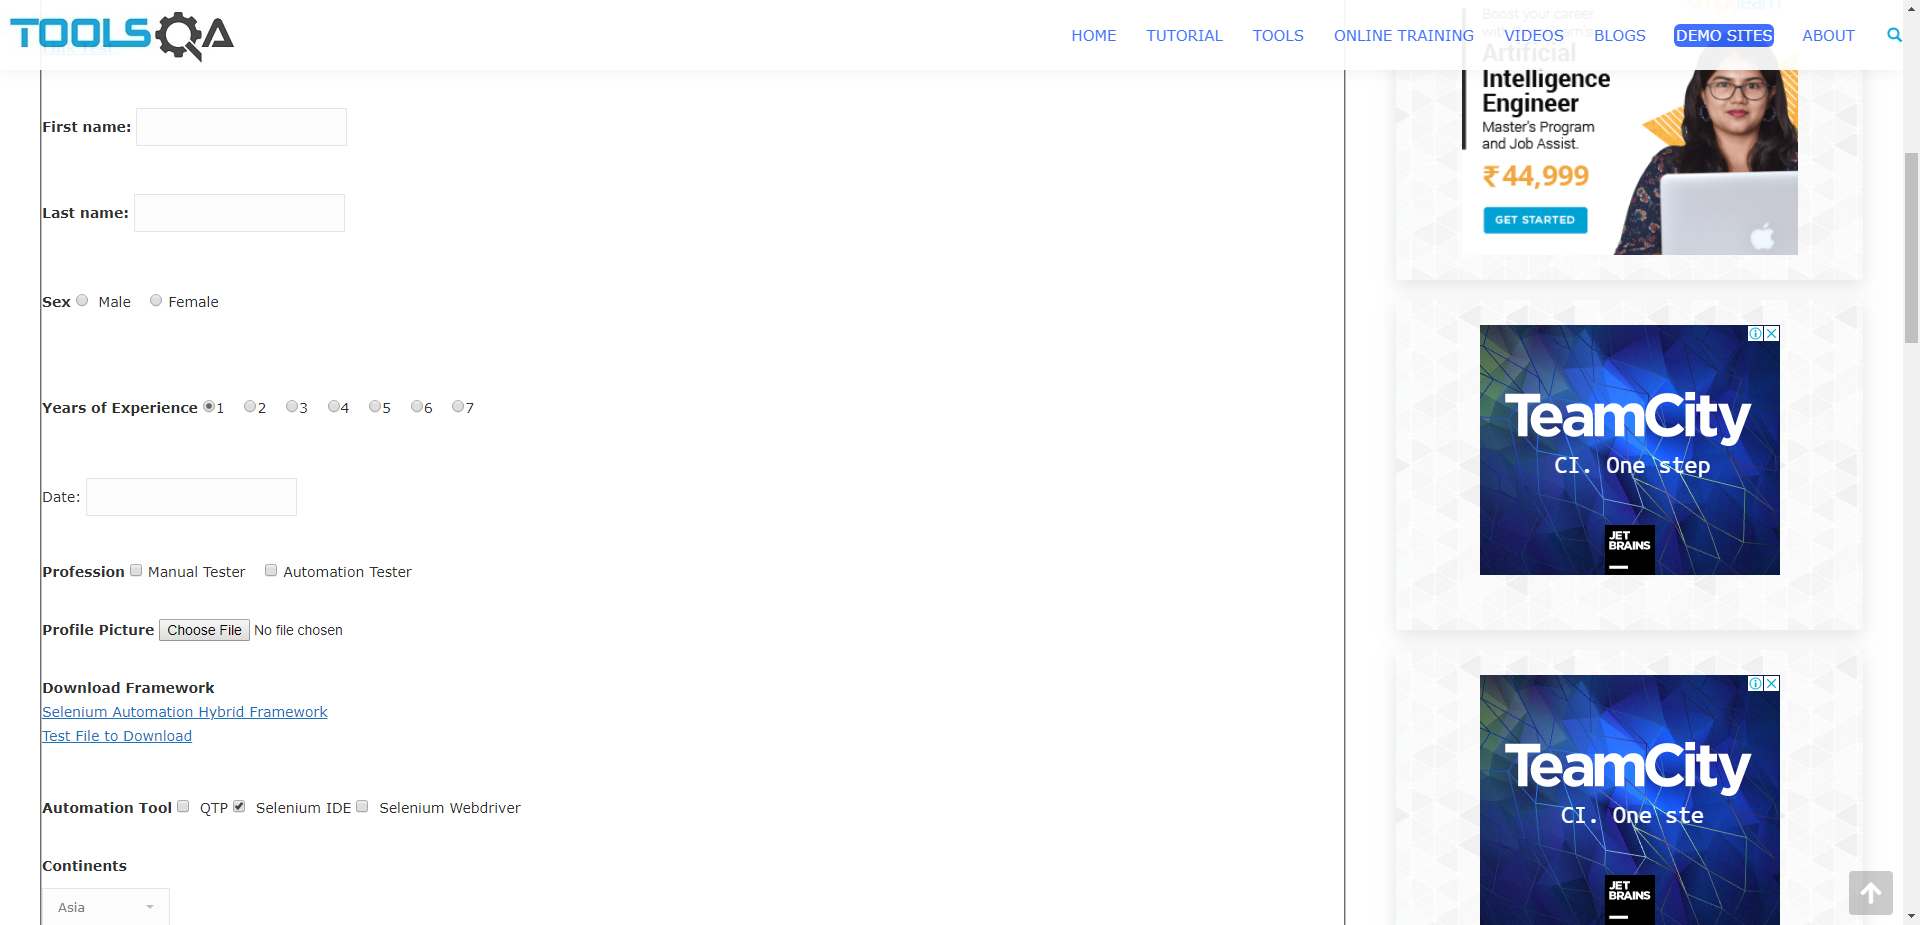 TOOLSQA
HOME TUTORIAL TOOLS ONLINE TRAINING VIDEOS BLOGS DEMO SITES ABOUT
First name:
Last name:
Sex Male Female
Years of Experience 1 2 3 4 5 6 7
Date:
Profession Manual Tester Automation Tester
Profile Picture Choose File No file chosen
Download Framework
Selenium Automation Hybrid Framework
Test File to Download
Automation Tool QTP Selenium IDE Selenium Webdriver
Continents
Asia
Boost your career
Artificial
Intelligence
Engineer
Master's Program
and Job Assist.
₹44,999
GET STARTED
TeamCity
CI. One step
JET
BRAINS
TeamCity
CI. One ste
JET
BRAINS